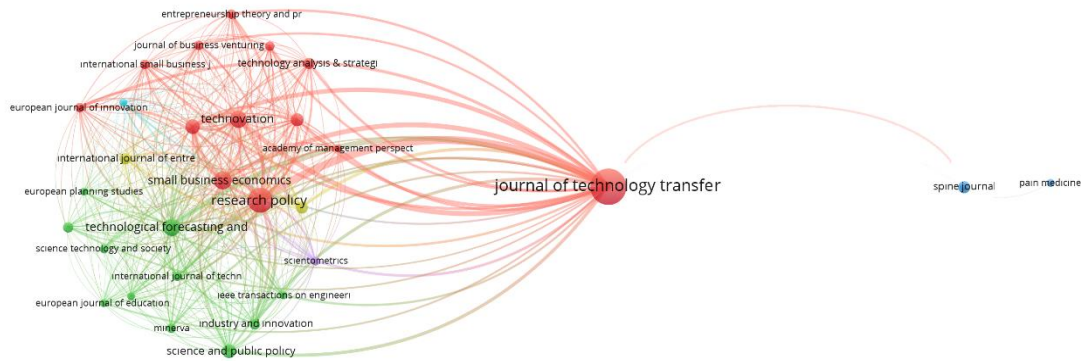 entrepreneurship theory and pr
journal of business venturing
international small business j
technology analysis & strategi
european journal of innovation
technovation
academy of management perspect
international journal of entre
small business economics
european planning studies
research policy
journal of technology transfer
spine journal
pain medicine
technological forecasting and
science technology and society
scientometrics
international journal of techn
european journal of education
ieee transactions on engineeri
minerva
industry and innovation
science and public policy